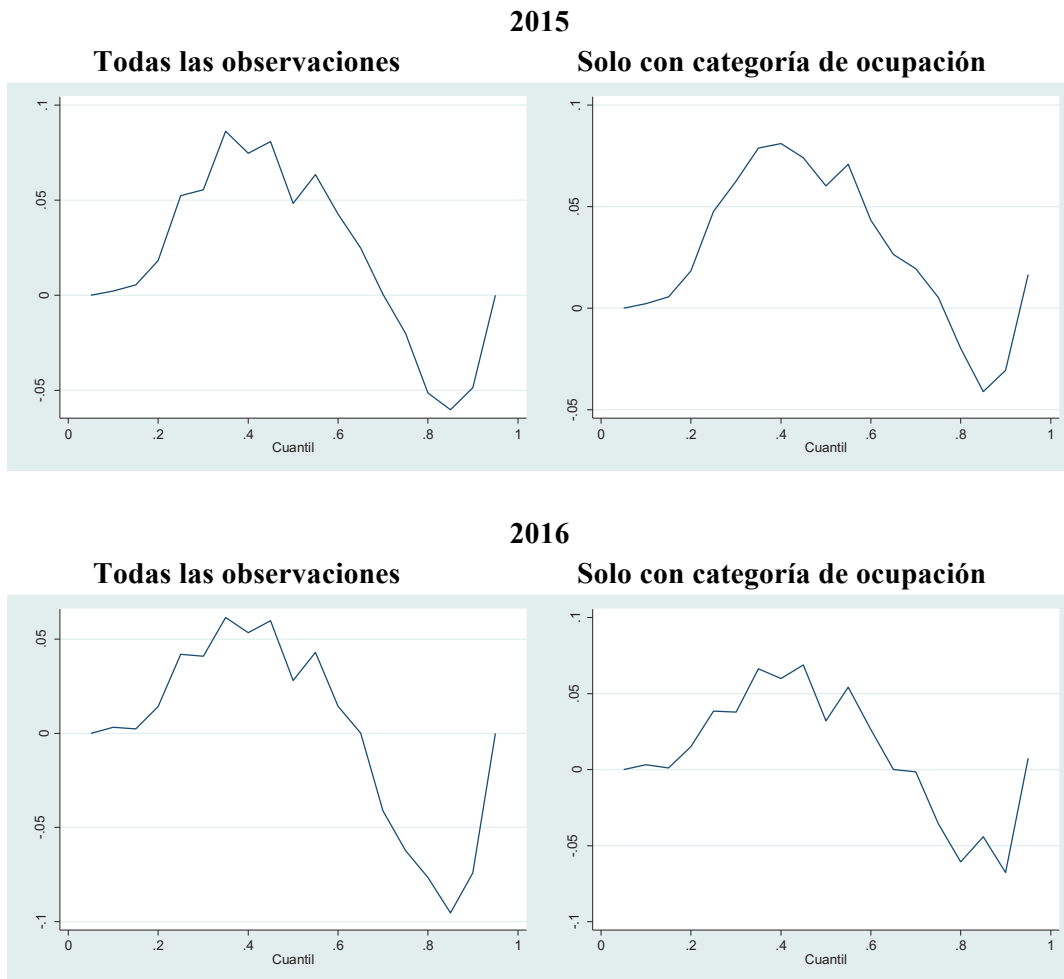 2015
Todas las observaciones
Solo con categoría de ocupación
.1
.05
0
-.05
0 .2 .4 .6 .8 1
Cuantil
.1
.05
0
-.05
0 .2 .4 .6 .8 1
Cuantil
2016
Todas las observaciones
Solo con categoría de ocupación
.05
0
-.05
-.1
0 .2 .4 .6 .8 1
Cuantil
.1
.05
0
-.05
-.1
0 .2 .4 .6 .8 1
Cuantil